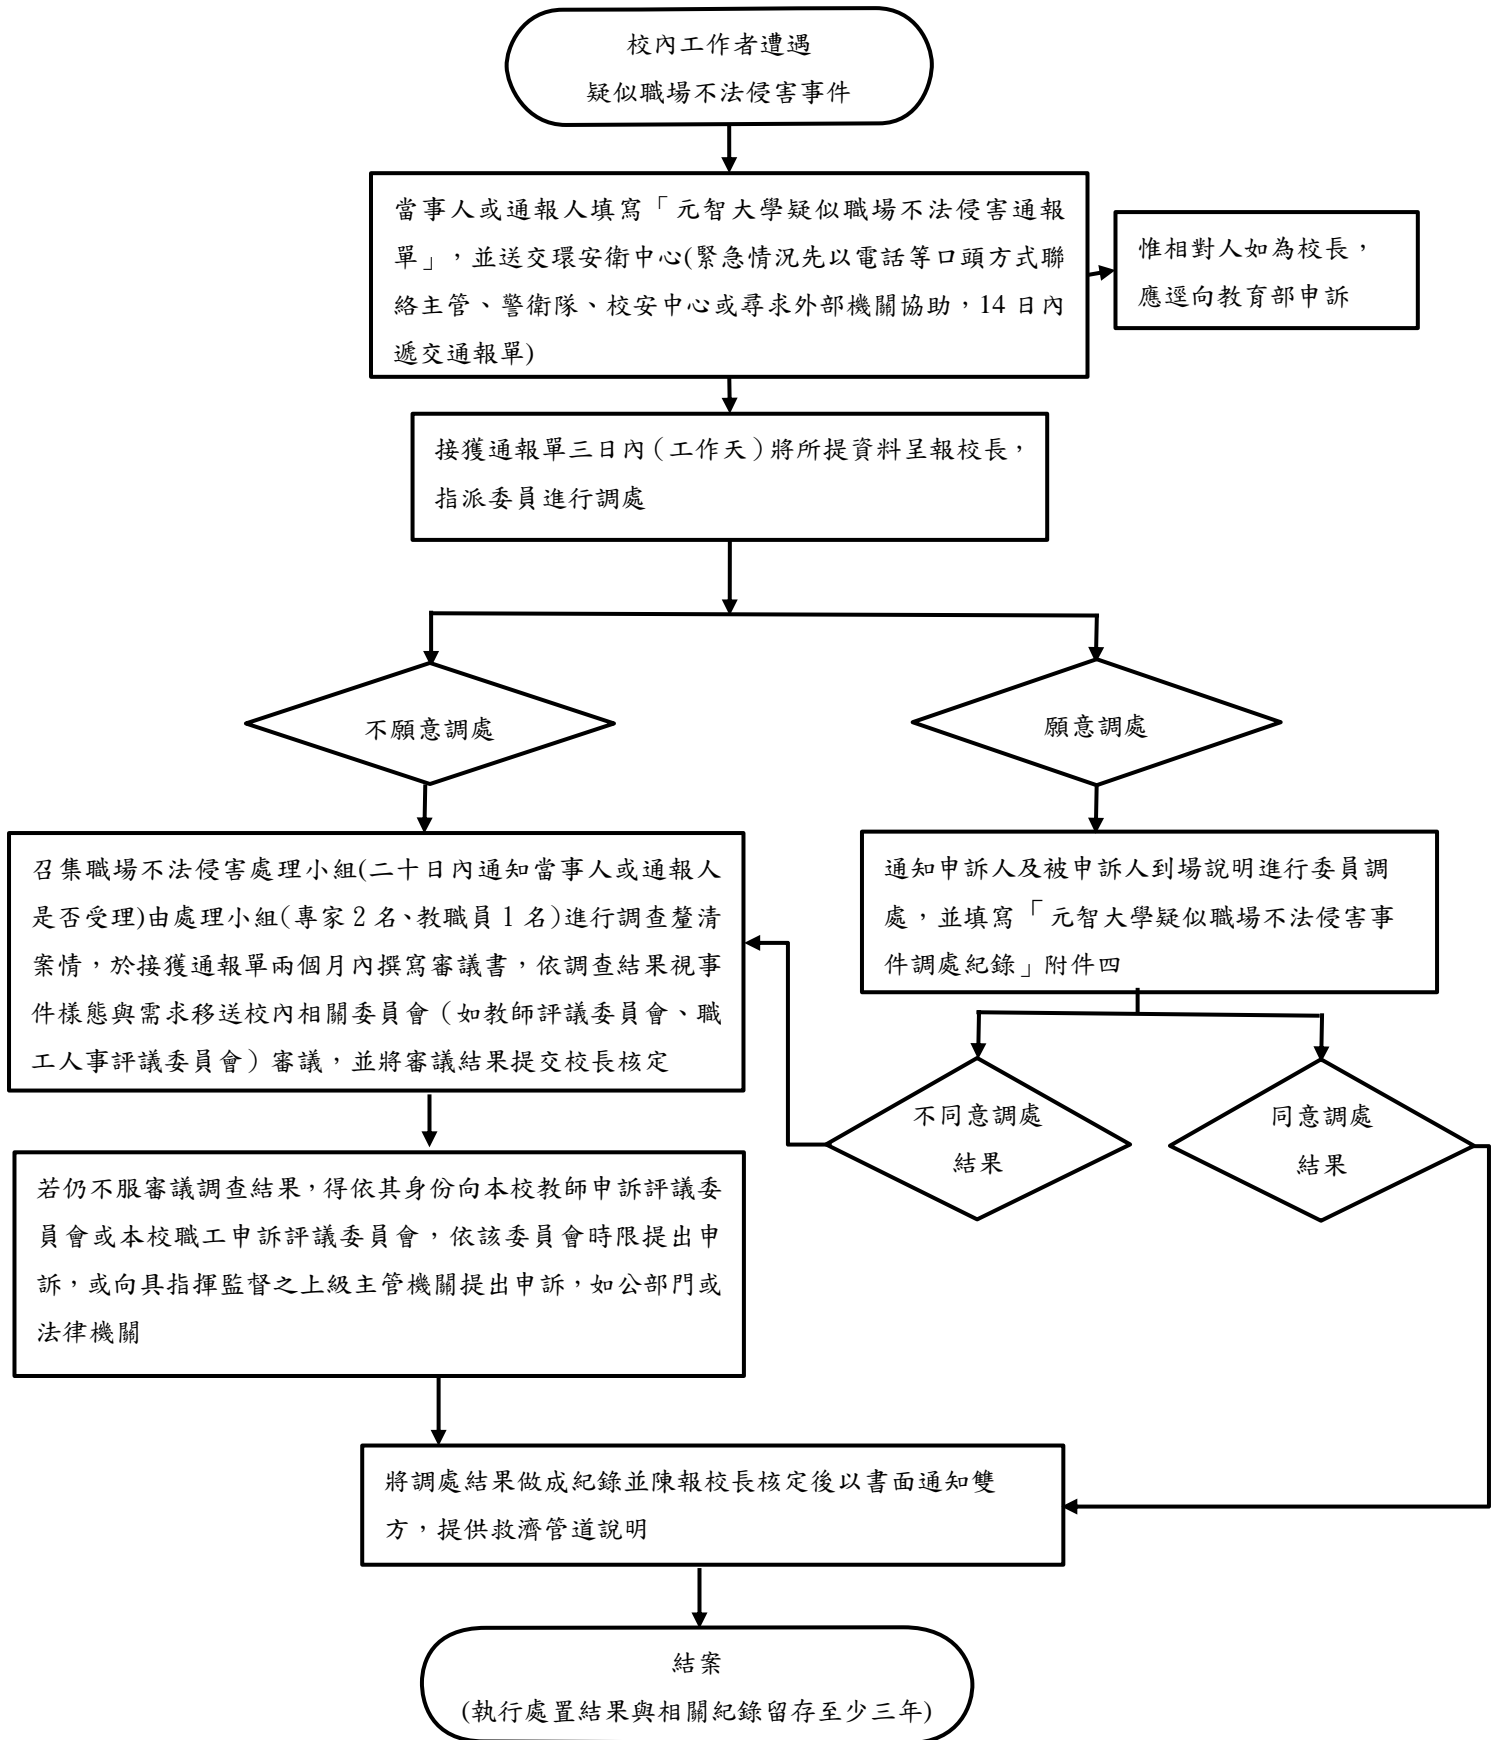 校內工作者遭遇
疑似職場不法侵害事件
當事人或通報人填寫「元智大學疑似職場不法侵害通報
單」，並送交環安衛中心(緊急情況先以電話等口頭方式聯
絡主管、警衛隊、校安中心或尋求外部機關協助，14 日內
遞交通報單)
惟相對人如為校長，
應逕向教育部申訴
接獲通報單三日內（工作天）將所提資料呈報校長，
指派委員進行調處
不願意調處
願意調處
召集職場不法侵害處理小組(二十日內通知當事人或通報人
是否受理)由處理小組(專家 2 名、教職員 1 名)進行調查釐清
案情，於接獲通報單兩個月內撰寫審議書，依調查結果視事
件樣態與需求移送校內相關委員會（如教師評議委員會、職
工人事評議委員會）審議，並將審議結果提交校長核定
通知申訴人及被申訴人到場說明進行委員調
處，並填寫「元智大學疑似職場不法侵害事
件調處紀錄」附件四
不同意調處
結果
同意調處
結果
若仍不服審議調查結果，得依其身份向本校教師申訴評議委
員會或本校職工申訴評議委員會，依該委員會時限提出申
訴，或向具指揮監督之上級主管機關提出申訴，如公部門或
法律機關
將調處結果做成紀錄並陳報校長核定後以書面通知雙
方，提供救濟管道說明
結案
(執行處置結果與相關紀錄留存至少三年)